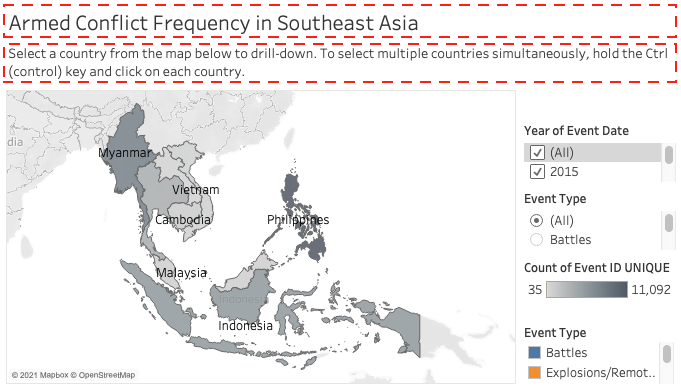 Armed Conflict Frequency in Southeast Asia
Select a country from the map below to drill-down. To select multiple countries simultaneously, hold the Ctrl
(control) key and click on each country.
dia
Myanmar
Vietnam
Cambodia
Philippines
Malaysia
Indonesia
Indonesia
© 2021 Mapbox © OpenStreetMap
Year of Event Date
(All)
2015
Event Type
(All)
Battles
Count of Event ID UNIQUE
35 11,092
Event Type
Battles
Explosions/Remot..